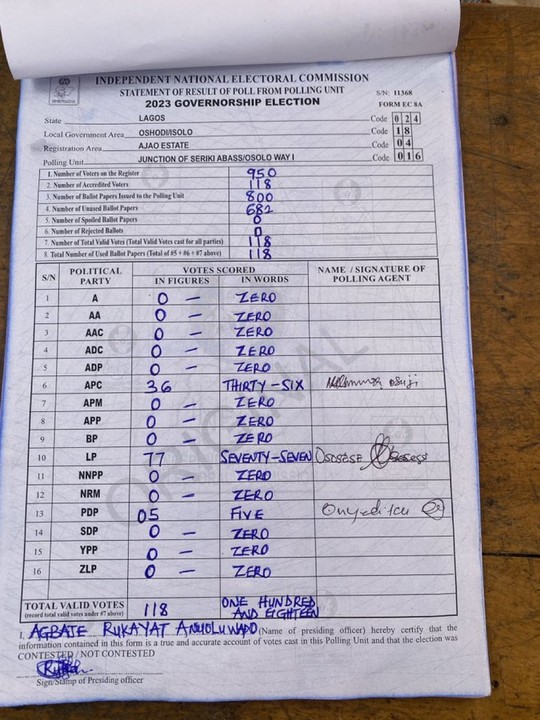 INDEPENDENT NATIONAL ELECTORAL COMMISSION
STATEMENT OF RESULT OF POLL FROM POLLING UNIT S/N: 11368
2023 GOVERNORSHIP ELECTION FORM EC 8A
State LAGOS Code 0 2 4
Local Government Area OSHODI/ISOLO Code 1 8
Registration Area AJAO ESTATE Code 0 4
Polling Unit JUNCTION OF SERIKI ABASS/OSOLO WAY I Code 0 1 6
1. Number of Voters on the Register 950
2. Number of Accredited Voters 118
3. Number of Ballot Papers Issued to the Polling Unit 800
4. Number of Unused Ballot Papers 682
5. Number of Spoiled Ballot Papers 0
6. Number of Rejected Ballots 0
7. Number of Total Valid Votes (Total Valid Votes cast for all parties) 118
8. Total Number of Used Ballot Papers (Total of #5 + #6 + #7 above) 118
S/N POLITICAL PARTY VOTES SCORED NAME / SIGNATURE OF POLLING AGENT
IN FIGURES IN WORDS
1 A 0 — ZERO
2 AA 0 — ZERO
3 AAC 0 — ZERO
4 ADC 0 — ZERO
5 ADP 0 — ZERO
6 APC 36 THIRTY-SIX
7 APM 0 — ZERO
8 APP 0 — ZERO
9 BP 0 — ZERO
10 LP 77 SEVENTY-SEVEN
11 NNPP 0 — ZERO
12 NRM 0 — ZERO
13 PDP 05 FIVE
14 SDP 0 — ZERO
15 YPP 0 — ZERO
16 ZLP 0 — ZERO
TOTAL VALID VOTES 118 ONE HUNDRED AND EIGHTEEN
(record total valid votes under #7 above)
I, AGBATE RUKAYAT (Name of presiding officer) hereby certify that the
information contained in this form is a true and accurate account of votes cast in this Polling Unit and that the election was
CONTESTED / NOT CONTESTED
Sign/Stamp of Presiding officer
ORIGINAL